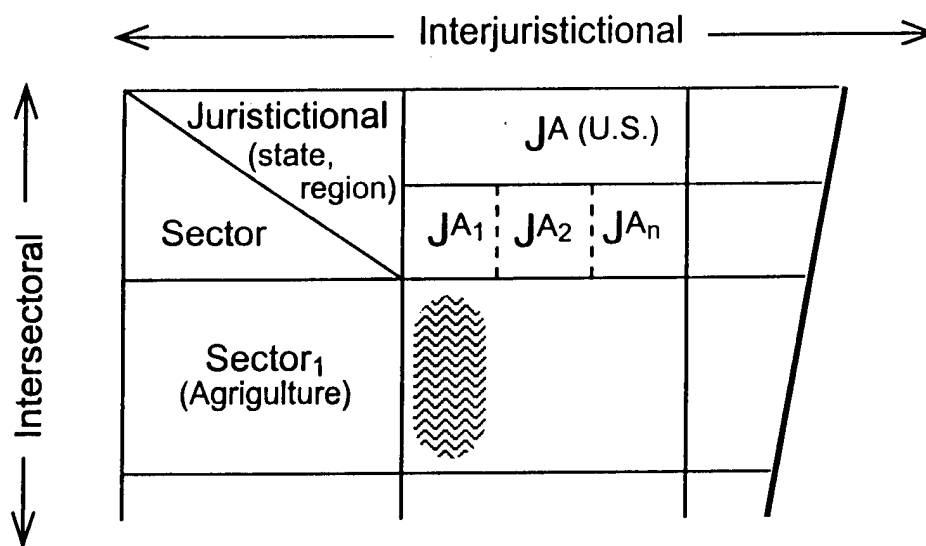 Interjuristictional
Intersectoral
Juristictional
(state,
region)
Sector
JA (U.S.)
JA₁ JA₂ JAₙ
Sector₁
(Agrigulture)